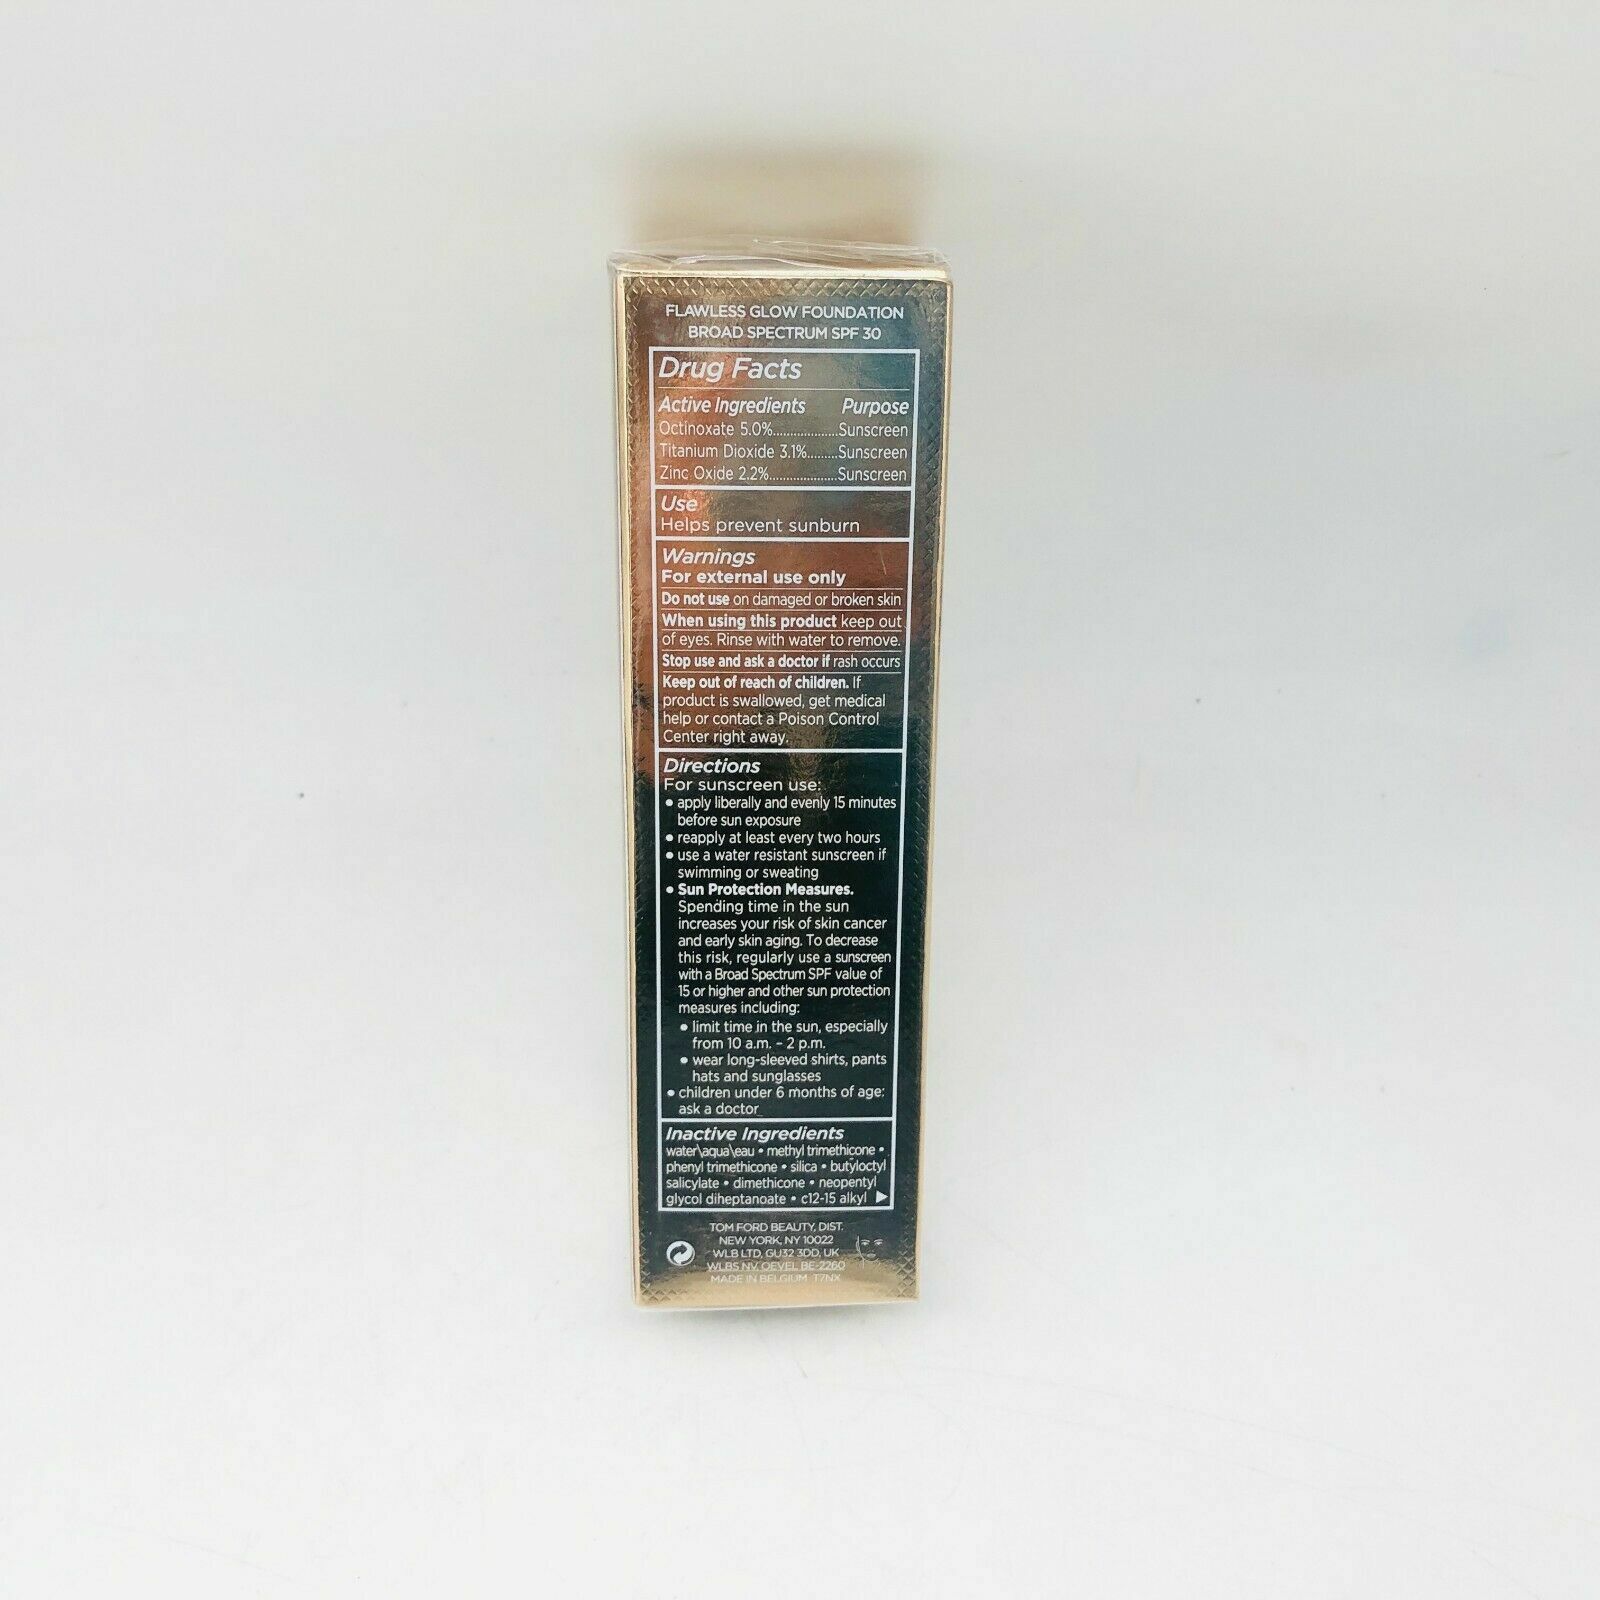 FLAWLESS GLOW FOUNDATION
BROAD SPECTRUM SPF 30
Drug Facts
Active Ingredients Purpose
Octinoxate 5.0%..................Sunscreen
Titanium Dioxide 3.1%........Sunscreen
Zinc Oxide 2.2%...................Sunscreen
Use
Helps prevent sunburn
Warnings
For external use only
Do not use on damaged or broken skin
When using this product keep out
of eyes. Rinse with water to remove.
Stop use and ask a doctor if rash occurs
Keep out of reach of children. If
product is swallowed, get medical
help or contact a Poison Control
Center right away.
Directions
For sunscreen use:
• apply liberally and evenly 15 minutes
before sun exposure
• reapply at least every two hours
• use a water resistant sunscreen if
swimming or sweating
• Sun Protection Measures.
Spending time in the sun
increases your risk of skin cancer
and early skin aging. To decrease
this risk, regularly use a sunscreen
with a Broad Spectrum SPF value of
15 or higher and other sun protection
measures including:
• limit time in the sun, especially
from 10 a.m. – 2 p.m.
• wear long-sleeved shirts, pants
hats and sunglasses
• children under 6 months of age:
ask a doctor
Inactive Ingredients
water\aqua\eau • methyl trimethicone •
phenyl trimethicone • silica • butyloctyl
salicylate • dimethicone • neopentyl
glycol diheptanoate • c12-15 alkyl ▶
TOM FORD BEAUTY, DIST.
NEW YORK, NY 10022
WLB LTD, GU32 3DD, UK
WLBS NV, OEVEL BE-2260
MADE IN BELGIUM T7NX